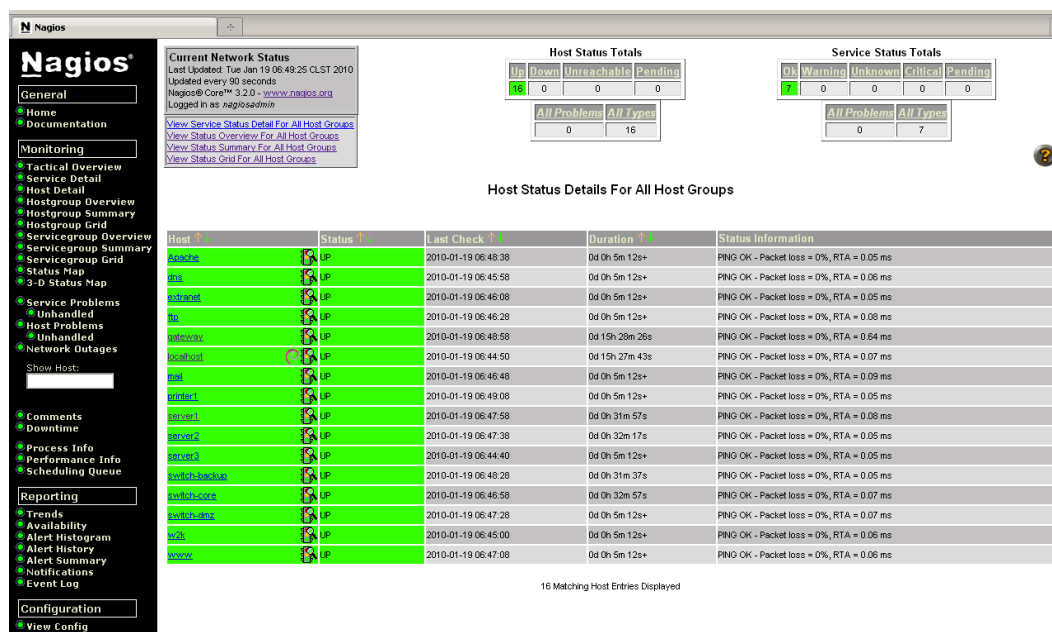 N Nagios
Nagios®
General
Home
Documentation
Monitoring
Tactical Overview
Service Detail
Host Detail
Hostgroup Overview
Hostgroup Summary
Hostgroup Grid
Servicegroup Overview
Servicegroup Summary
Servicegroup Grid
Status Map
3-D Status Map
Service Problems
Unhandled
Host Problems
Unhandled
Network Outages
Show Host:
Comments
Downtime
Process Info
Performance Info
Scheduling Queue
Reporting
Trends
Availability
Alert Histogram
Alert History
Alert Summary
Notifications
Event Log
Configuration
View Config
Current Network Status
Last Updated: Tue Jan 19 06:49:25 CLST 2010
Updated every 90 seconds
Nagios® Core™ 3.2.0 - www.nagios.org
Logged in as nagiosadmin
View Service Status Detail For All Host Groups
View Status Overview For All Host Groups
View Status Summary For All Host Groups
View Status Grid For All Host Groups
Host Status Totals
Up Down Unreachable Pending
16 0 0 0
All Problems All Types
0 16
Service Status Totals
Ok Warning Unknown Critical Pending
7 0 0 0 0
All Problems All Types
0 7
?
Host Status Details For All Host Groups
Host ↑↓ Status ↑↓ Last Check ↑↓ Duration ↑↓ Status Information
Apache UP 2010-01-19 06:48:38 0d 0h 5m 12s+ PING OK - Packet loss = 0%, RTA = 0.05 ms
dns UP 2010-01-19 06:45:58 0d 0h 5m 12s+ PING OK - Packet loss = 0%, RTA = 0.06 ms
extranet UP 2010-01-19 06:46:08 0d 0h 5m 12s+ PING OK - Packet loss = 0%, RTA = 0.05 ms
ftp UP 2010-01-19 06:46:28 0d 0h 5m 12s+ PING OK - Packet loss = 0%, RTA = 0.08 ms
gateway UP 2010-01-19 06:48:58 0d 15h 28m 26s PING OK - Packet loss = 0%, RTA = 0.64 ms
localhost UP 2010-01-19 06:44:50 0d 15h 27m 43s PING OK - Packet loss = 0%, RTA = 0.07 ms
mail UP 2010-01-19 06:46:48 0d 0h 5m 12s+ PING OK - Packet loss = 0%, RTA = 0.09 ms
printer1 UP 2010-01-19 06:49:08 0d 0h 5m 12s+ PING OK - Packet loss = 0%, RTA = 0.05 ms
server1 UP 2010-01-19 06:47:58 0d 0h 31m 57s PING OK - Packet loss = 0%, RTA = 0.08 ms
server2 UP 2010-01-19 06:47:38 0d 0h 32m 17s PING OK - Packet loss = 0%, RTA = 0.05 ms
server3 UP 2010-01-19 06:44:40 0d 0h 5m 12s+ PING OK - Packet loss = 0%, RTA = 0.05 ms
switch-backup UP 2010-01-19 06:48:28 0d 0h 31m 37s PING OK - Packet loss = 0%, RTA = 0.05 ms
switch-core UP 2010-01-19 06:46:58 0d 0h 32m 57s PING OK - Packet loss = 0%, RTA = 0.07 ms
switch-dmz UP 2010-01-19 06:47:28 0d 0h 5m 12s+ PING OK - Packet loss = 0%, RTA = 0.07 ms
w2k UP 2010-01-19 06:45:00 0d 0h 5m 12s+ PING OK - Packet loss = 0%, RTA = 0.06 ms
www UP 2010-01-19 06:47:08 0d 0h 5m 12s+ PING OK - Packet loss = 0%, RTA = 0.06 ms
16 Matching Host Entries Displayed